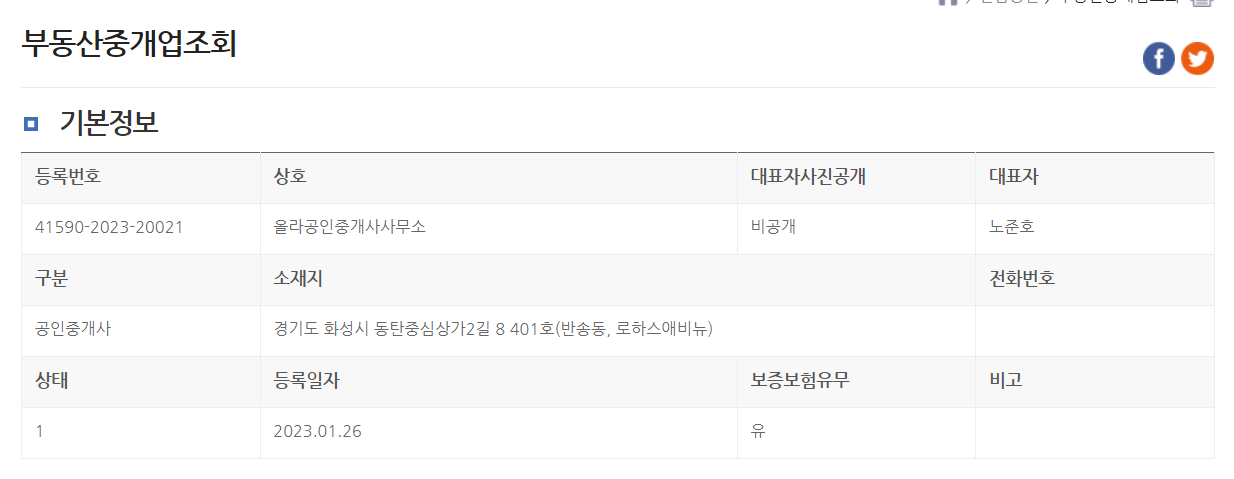 부동산중개업조회
기본정보
등록번호 상호 대표자사진공개 대표자
41590-2023-20021 올라공인중개사사무소 비공개 노준호
구분 소재지 전화번호
공인중개사 경기도 화성시 동탄중심상가2길 8 401호(반송동, 로하스애비뉴)
상태 등록일자 보증보험유무 비고
1 2023.01.26 유